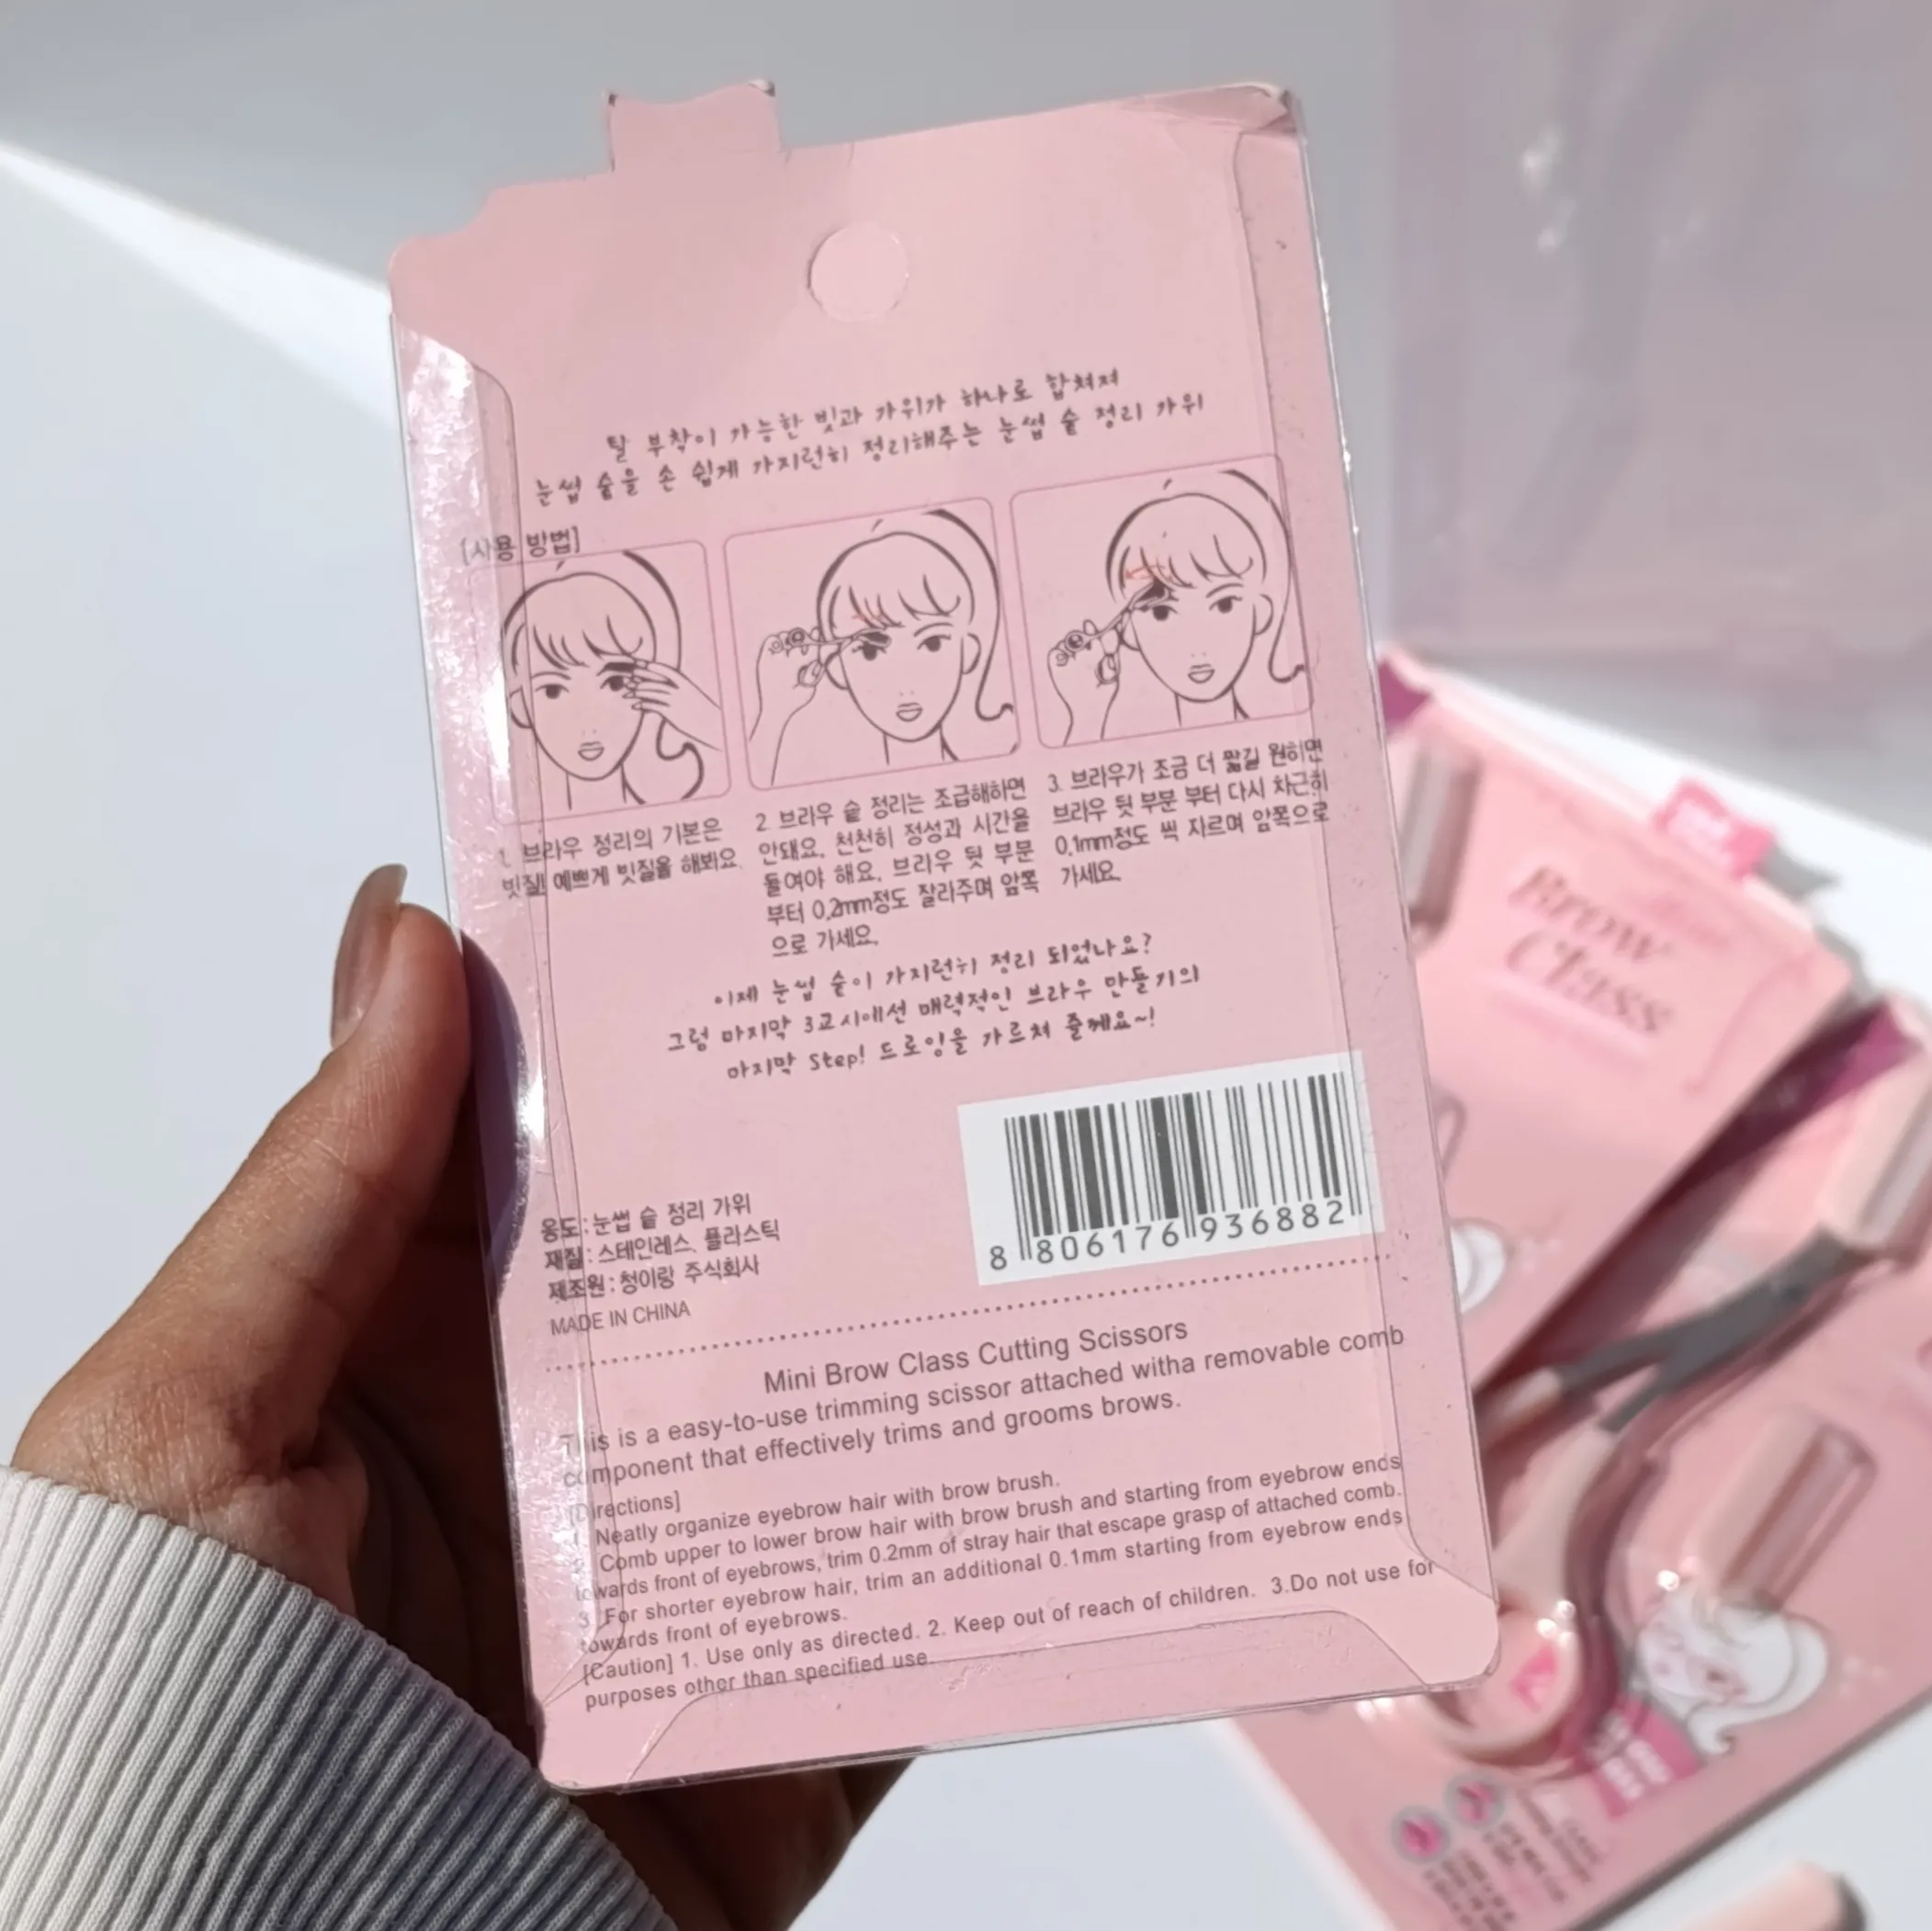 탈 부착이 가능한 빗과 가위가 하나로 합쳐져
눈썹 숱을 손 쉽게 가지런히 정리해주는 눈썹 숱 정리 가위
[사용 방법]
1. 브라우 정리의 기본은
빗질! 예쁘게 빗질을 해봐요.
2. 브라우 숱 정리는 조급해하면
안돼요. 천천히 정성과 시간을
들여야 해요. 브라우 뒷 부분
부터 0.2mm정도 잘라주며 앞쪽
으로 가세요.
3. 브라우가 조금 더 짧길 원하면
브라우 뒷 부분 부터 다시 차근히
0.1mm정도 씩 자르며 앞쪽으로
가세요.
이제 눈썹 숱이 가지런히 정리 되었나요?
그럼 마지막 3교시에선 매력적인 브라우 만들기의
마지막 Step! 드로잉을 가르쳐 줄께요~!
8 806176 936882
용도 : 눈썹 숱 정리 가위
재질 : 스테인레스, 플라스틱
제조원 : 청이랑 주식회사
MADE IN CHINA
Mini Brow Class Cutting Scissors
This is a easy-to-use trimming scissor attached witha removable comb
component that effectively trims and grooms brows.
[Directions]
1. Neatly organize eyebrow hair with brow brush.
2. Comb upper to lower brow hair with brow brush and starting from eyebrow ends
towards front of eyebrows, trim 0.2mm of stray hair that escape grasp of attached comb.
3. For shorter eyebrow hair, trim an additional 0.1mm starting from eyebrow ends
towards front of eyebrows.
[Caution] 1. Use only as directed. 2. Keep out of reach of children. 3.Do not use for
purposes other than specified use.
Brow
Class